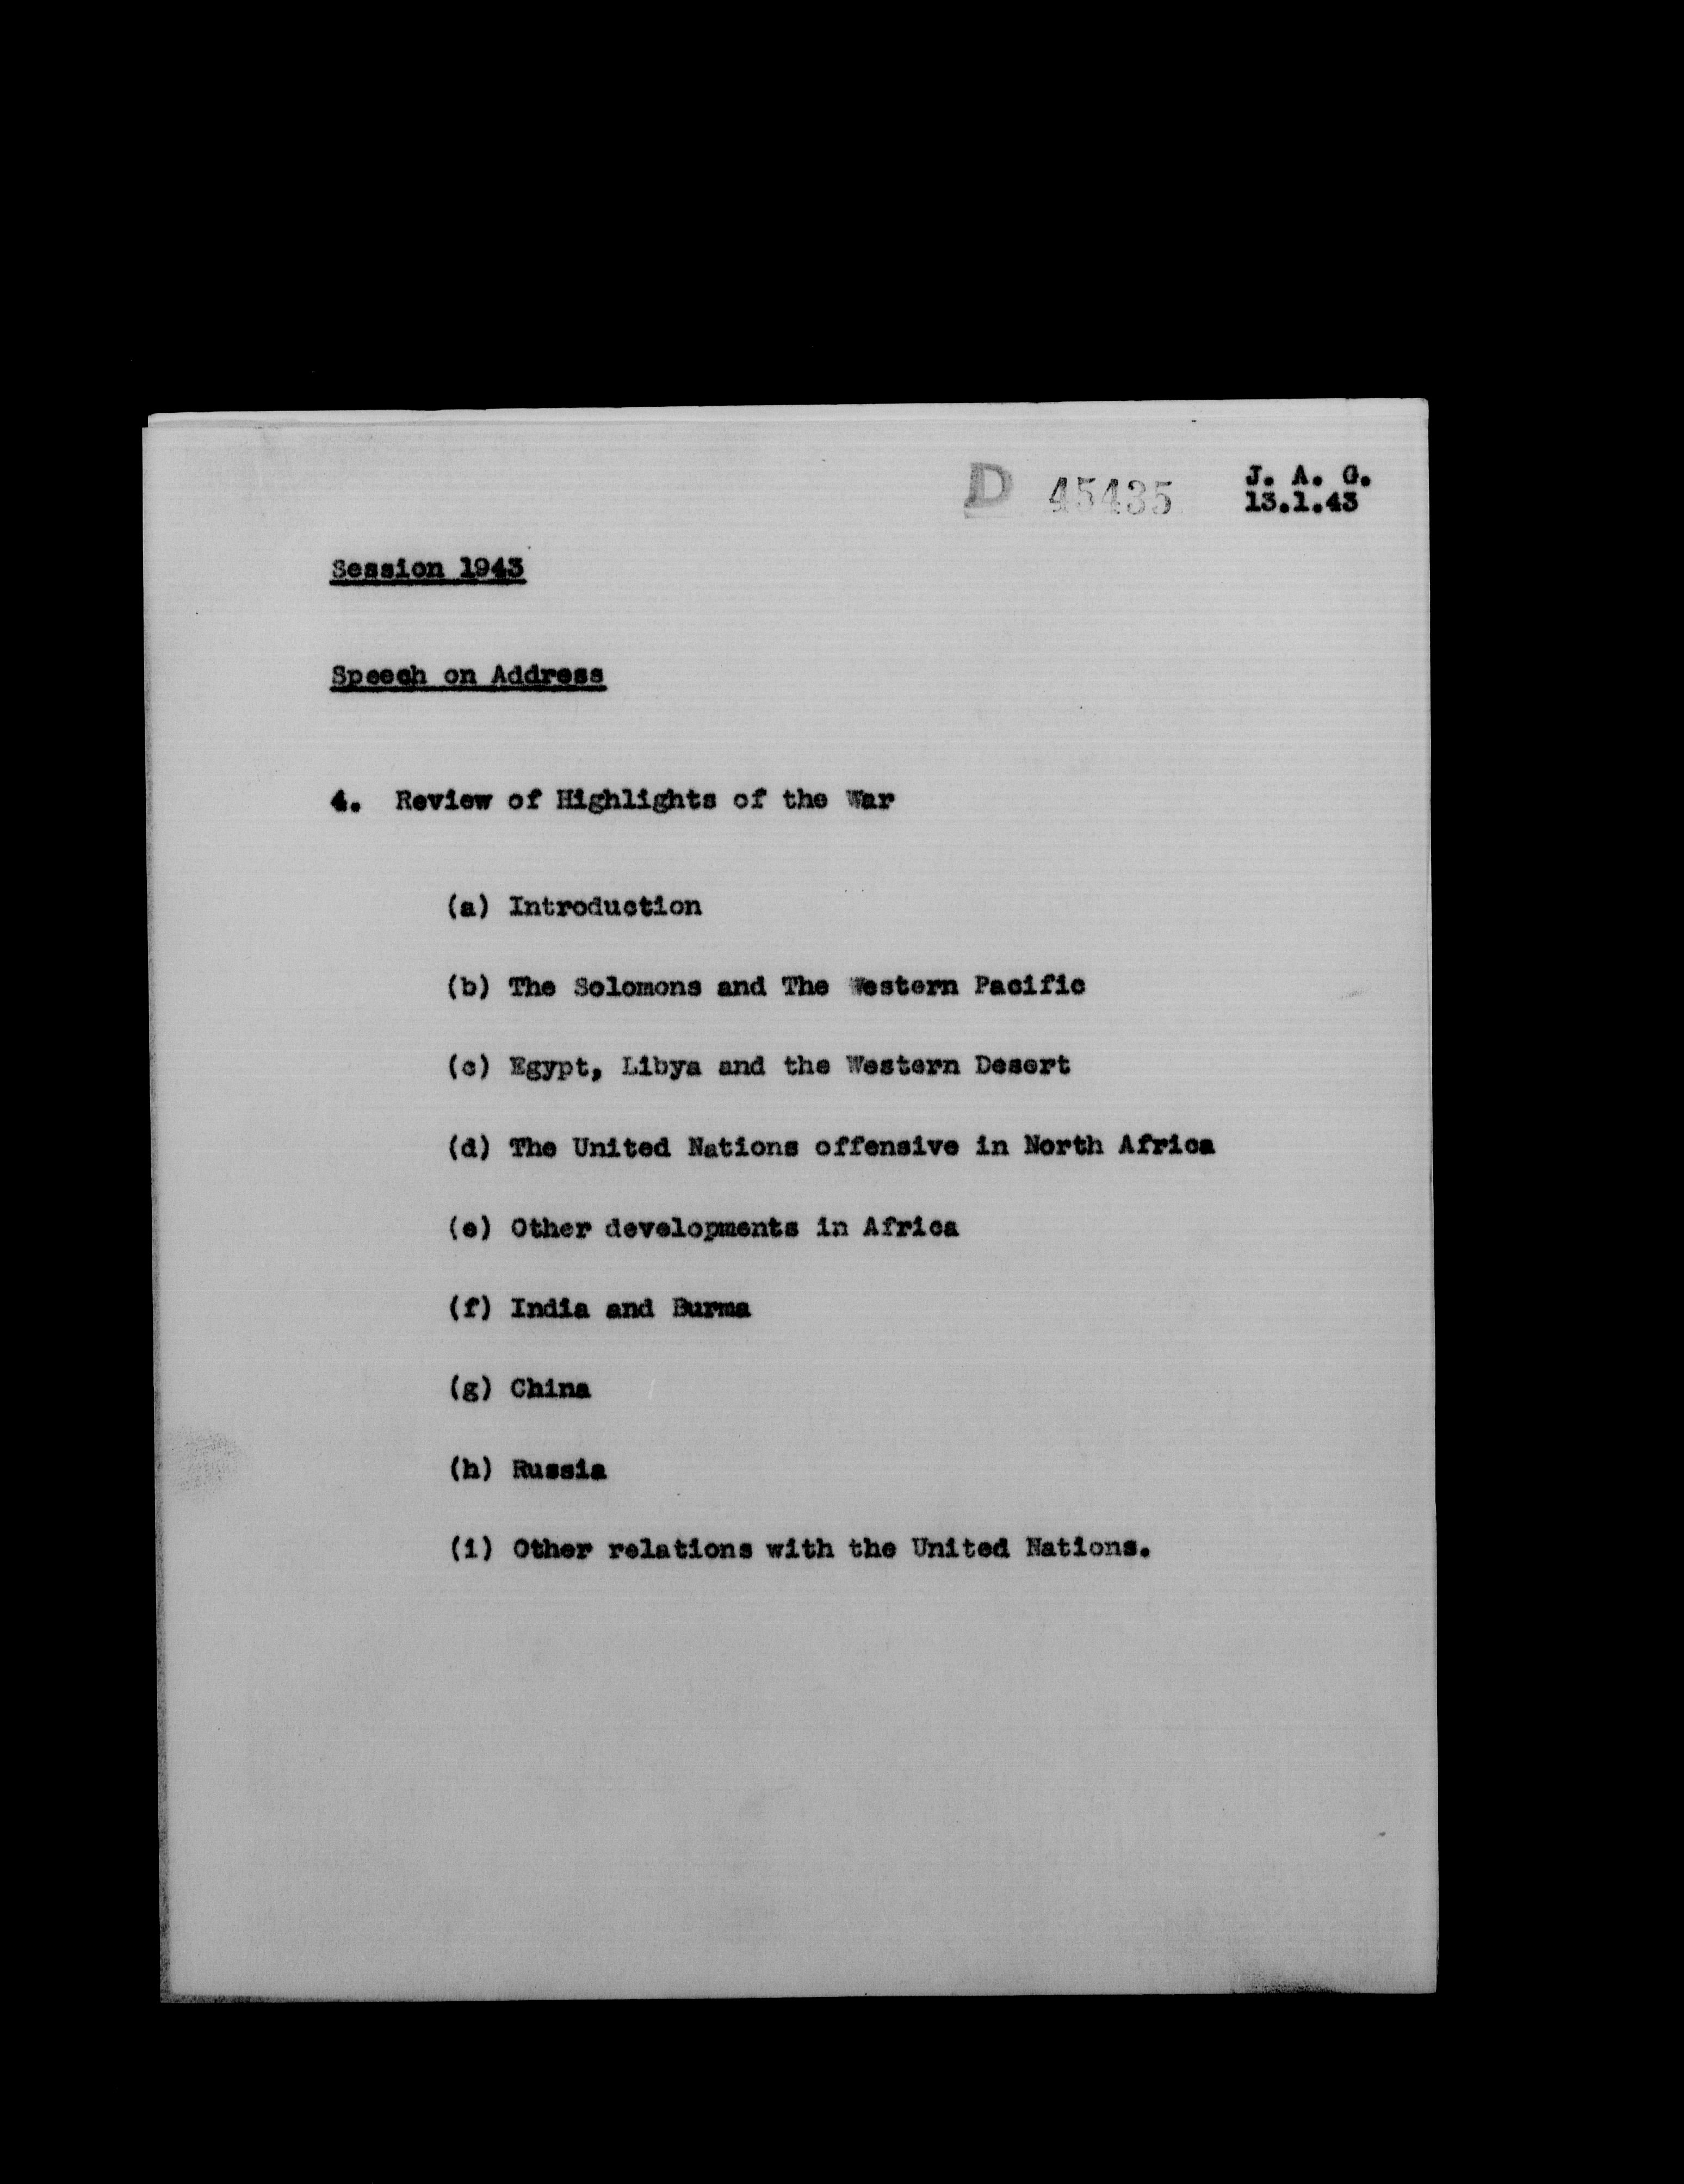 D 45435 J. A. G.
13.1.43
Session 1943
Speech on Address
4. Review of Highlights of the War
(a) Introduction
(b) The Solomons and The Western Pacific
(c) Egypt, Libya and the Western Desert
(d) The United Nations offensive in North Africa
(e) Other developments in Africa
(f) India and Burma
(g) China
(h) Russia
(i) Other relations with the United Nations.